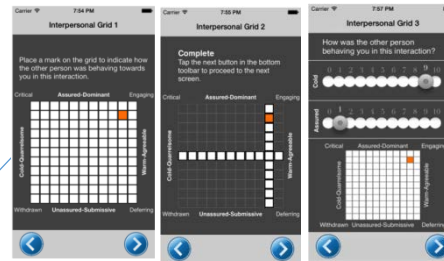 Carrier 7:54 PM
Interpersonal Grid 1
Place a mark on the grid to indicate how
the other person was behaving towards
you in this interaction.
Critical Assured-Dominant Engaging
Cold-Quarrelsome
Warm-Agreeable
Withdrawn Unassured-Submissive Deferring
Carrier 7:55 PM
Interpersonal Grid 2
Complete
Tap the next button in the bottom
toolbar to proceed to the next
screen.
Critical Assured-Dominant Engaging
Cold-Quarrelsome
Warm-Agreeable
Withdrawn Unassured-Submissive Deferring
Carrier 7:57 PM
Interpersonal Grid 3
How was the other person
behaving you in this interaction?
Cold
0 1 2 3 4 5 6 7 8 9
Assured
0 1 2 3 4 5 6 7 8 9
Critical Assured-Dominant
Cold-Quarrelsome
Warm-Agreeable
Withdrawn Unassured-Submissive Deferring